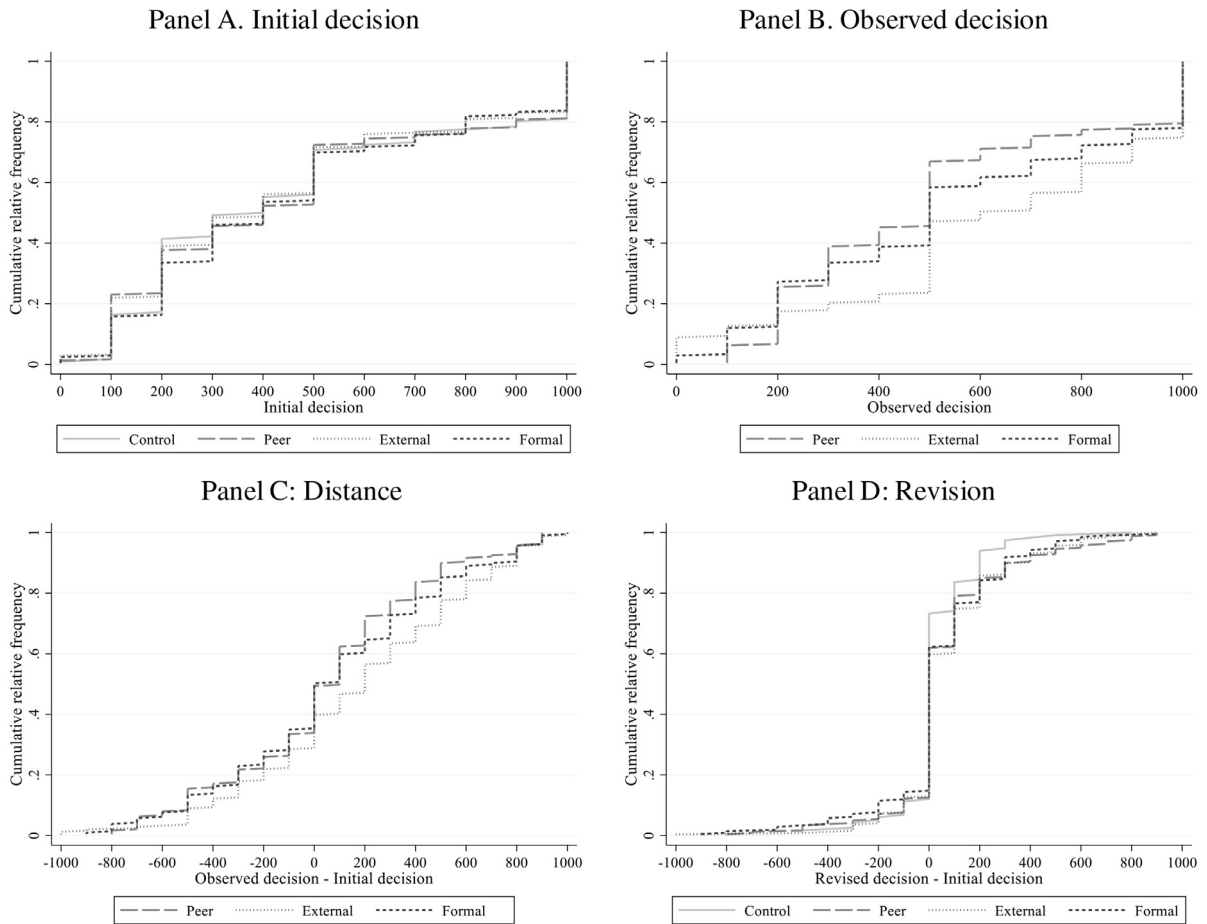 Panel A. Initial decision
Cumulative relative frequency
1
.8
.6
.4
.2
0
0 100 200 300 400 500 600 700 800 900 1000
Initial decision
Control Peer External Formal
Panel B. Observed decision
Cumulative relative frequency
1
.8
.6
.4
.2
0
0 200 400 600 800 1000
Observed decision
Peer External Formal
Panel C: Distance
Cumulative relative frequency
1
.8
.6
.4
.2
0
-1000 -800 -600 -400 -200 0 200 400 600 800 1000
Observed decision - Initial decision
Peer External Formal
Panel D: Revision
Cumulative relative frequency
1
.8
.6
.4
.2
0
-1000 -800 -600 -400 -200 0 200 400 600 800 1000
Revised decision - Initial decision
Control Peer External Formal